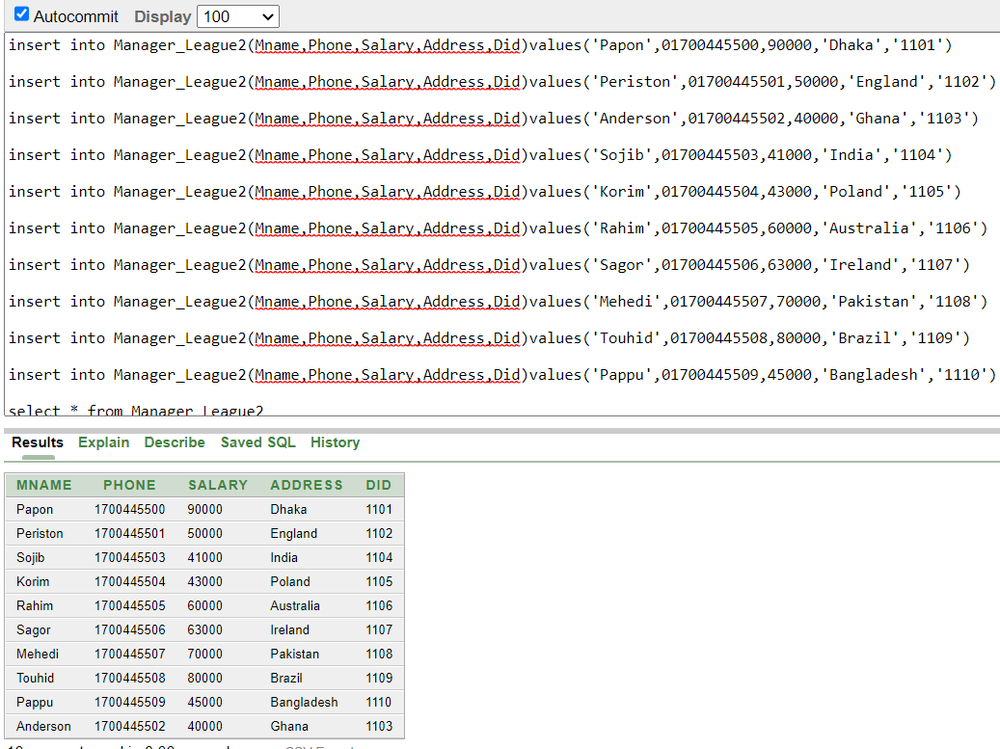 Autocommit Display 100
insert into Manager_League2(Mname,Phone,Salary,Address,Did)values('Papon',01700445500,90000,'Dhaka','1101')
insert into Manager_League2(Mname,Phone,Salary,Address,Did)values('Periston',01700445501,50000,'England','1102')
insert into Manager_League2(Mname,Phone,Salary,Address,Did)values('Anderson',01700445502,40000,'Ghana','1103')
insert into Manager_League2(Mname,Phone,Salary,Address,Did)values('Sojib',01700445503,41000,'India','1104')
insert into Manager_League2(Mname,Phone,Salary,Address,Did)values('Korim',01700445504,43000,'Poland','1105')
insert into Manager_League2(Mname,Phone,Salary,Address,Did)values('Rahim',01700445505,60000,'Australia','1106')
insert into Manager_League2(Mname,Phone,Salary,Address,Did)values('Sagor',01700445506,63000,'Ireland','1107')
insert into Manager_League2(Mname,Phone,Salary,Address,Did)values('Mehedi',01700445507,70000,'Pakistan','1108')
insert into Manager_League2(Mname,Phone,Salary,Address,Did)values('Touhid',01700445508,80000,'Brazil','1109')
insert into Manager_League2(Mname,Phone,Salary,Address,Did)values('Pappu',01700445509,45000,'Bangladesh','1110')
select * from Manager_League2
Results Explain Describe Saved SQL History
MNAME PHONE SALARY ADDRESS DID
Papon 1700445500 90000 Dhaka 1101
Periston 1700445501 50000 England 1102
Sojib 1700445503 41000 India 1104
Korim 1700445504 43000 Poland 1105
Rahim 1700445505 60000 Australia 1106
Sagor 1700445506 63000 Ireland 1107
Mehedi 1700445507 70000 Pakistan 1108
Touhid 1700445508 80000 Brazil 1109
Pappu 1700445509 45000 Bangladesh 1110
Anderson 1700445502 40000 Ghana 1103